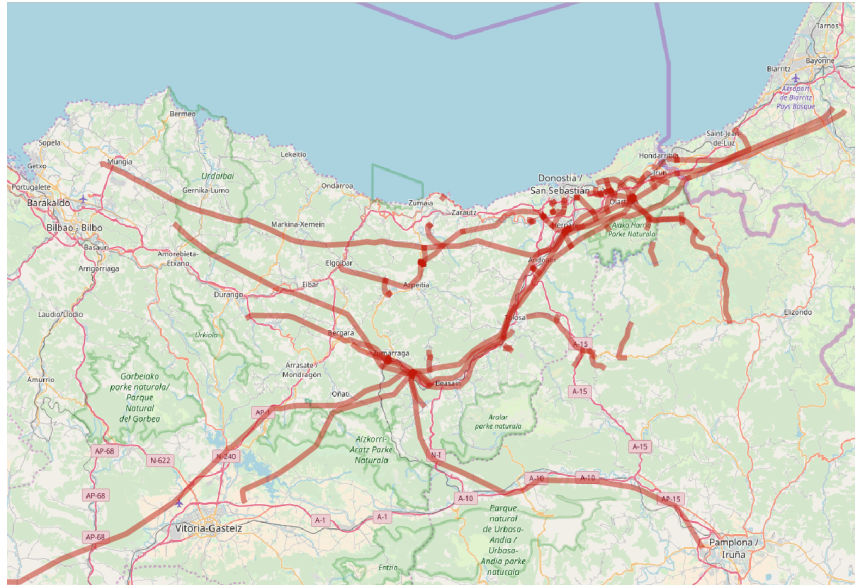 Tarnos
Bayonne
Biarritz
Aéroport
de Biarritz
Pays Basque
Saint-Jean
de-Luz
Bermeo
Sopela
Getxo
Portugalete
Mungia
Urdaibai
Gernika-Lumo
Lekeitio
Ondarroa
Zumaia
Zarautz
Donostia /
San Sebastián
Hondarribia
Irun
Aiako Harria
Parke Naturala
Barakaldo
Bilbao - Bilbo
Basauri
Arrigorriaga
Amorebieta-
Etxano
Markina-Xemein
Elgoibar
Eibar
Azpeitia
Andoain
Durango
Laudio/Llodio
Urkiola
Bergara
Tolosa
Elizondo
Arrasate /
Mondragón
Beasain
Oñati
Amurrio
Gorbeiako
parke naturala/
Parque
Natural
del Gorbea
A-15
A-15
Aralar
parke naturala
AP-1
Aizkorri-
Aratz Parke
Naturala
AP-68
N-622
N-240
N-I
A-15
A-10
A-10
A-10
AP-68
AP-15
A-1
A-1
Vitoria-Gasteiz
Parque
natural
de Urbasa-
Andia /
Urbasa-
Andia parke
naturala
AP-68
Pamplona /
Iruña
Entzia